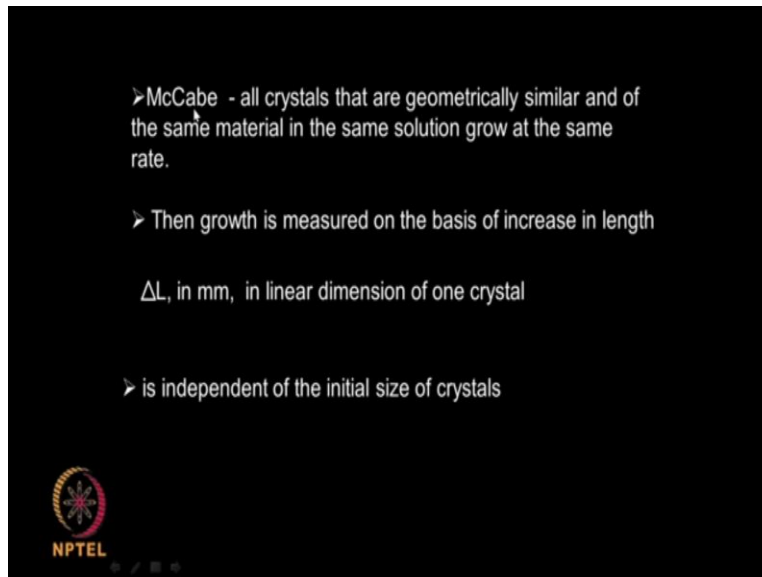 ➢McCabe - all crystals that are geometrically similar and of
the same material in the same solution grow at the same
rate.
➢ Then growth is measured on the basis of increase in length
∆L, in mm, in linear dimension of one crystal
➢ is independent of the initial size of crystals
NPTEL